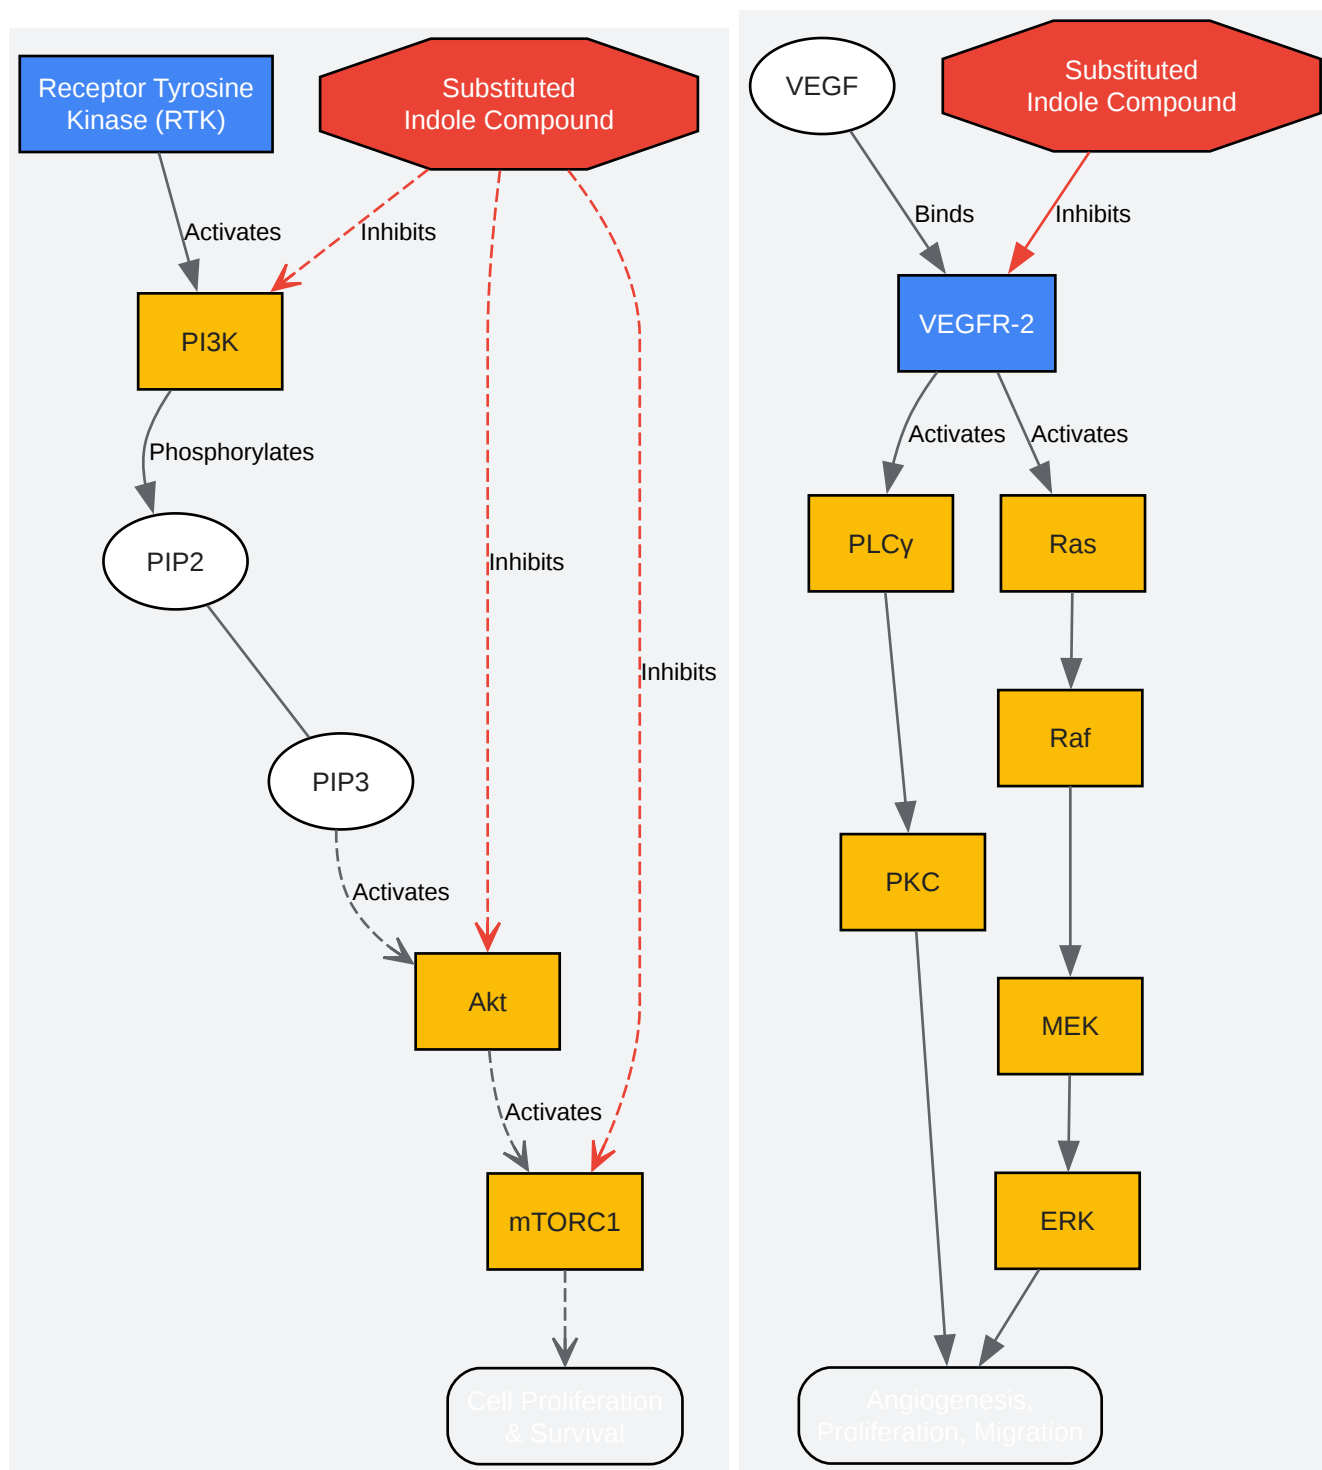 Receptor Tyrosine
Kinase (RTK)
Substituted
Indole Compound
Activates
Inhibits
PI3K
Phosphorylates
PIP2
Inhibits
Inhibits
PIP3
Activates
Akt
Activates
mTORC1
Cell Proliferation
& Survival
VEGF
Substituted
Indole Compound
Binds
Inhibits
VEGFR-2
Activates
Activates
PLCγ
Ras
Raf
PKC
MEK
ERK
Angiogenesis,
Proliferation, Migration